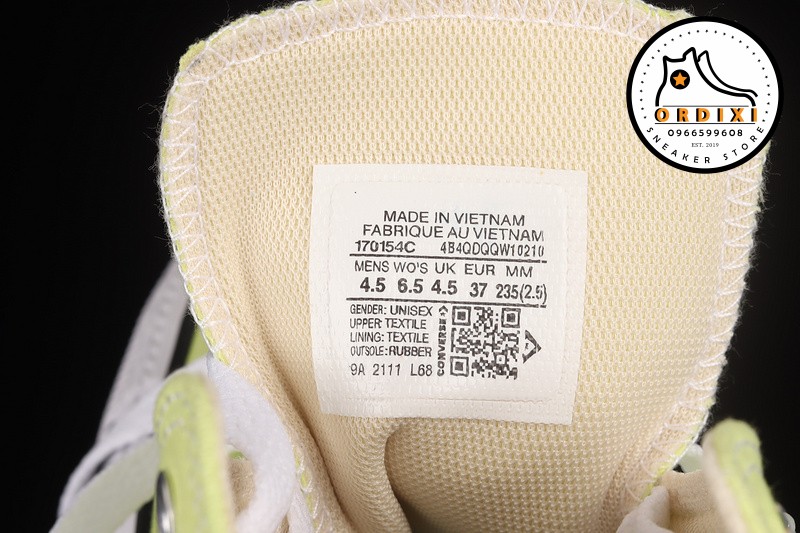 ORDIXI
0966599608
EST. 2019
SNEAKER STORE
MADE IN VIETNAM
FABRIQUE AU VIETNAM
170154C 4B4QDQQW10210
MENS WO'S UK EUR MM
4.5 6.5 4.5 37 235(2.5)
GENDER: UNISEX
UPPER: TEXTILE
LINING: TEXTILE
OUTSOLE: RUBBER
9A 2111 L68
CONVERSE